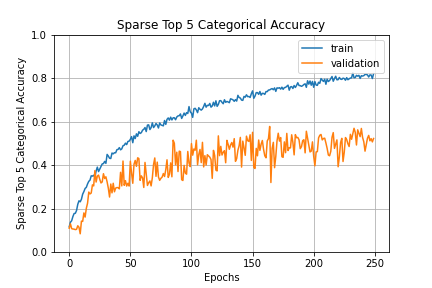 Sparse Top 5 Categorical Accuracy
1.0
0.8
0.6
0.4
0.2
0.0
Sparse Top 5 Categorical Accuracy
train
validation
0
50
100
150
200
250
Epochs